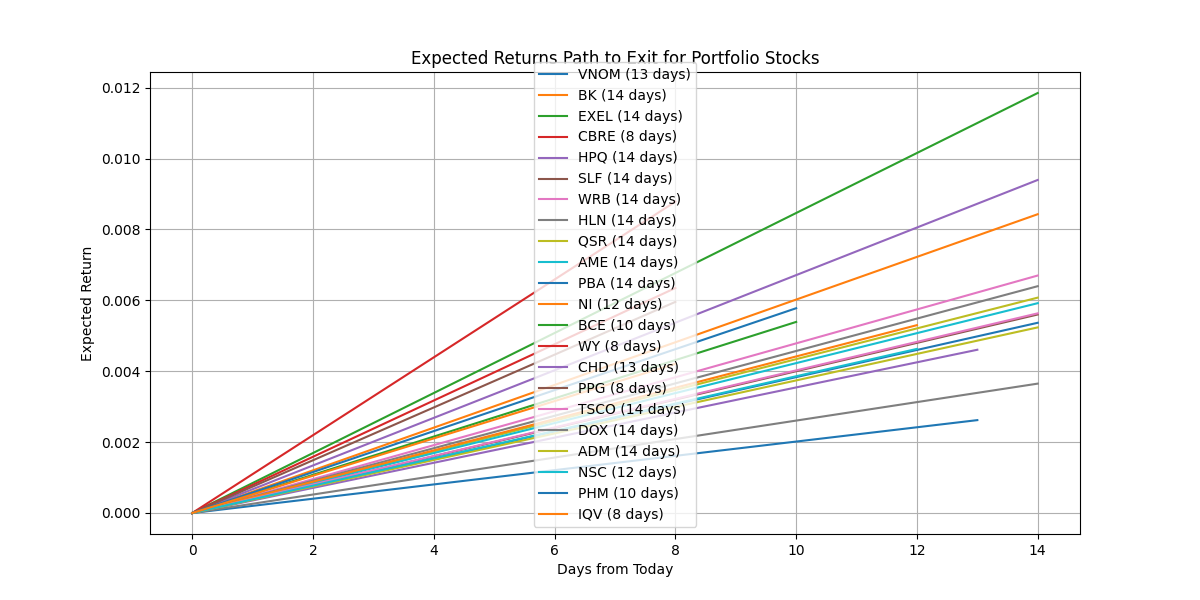 Expected Returns Path to Exit for Portfolio Stocks
VNOM (13 days)
BK (14 days)
EXEL (14 days)
CBRE (8 days)
HPQ (14 days)
SLF (14 days)
WRB (14 days)
HLN (14 days)
QSR (14 days)
AME (14 days)
PBA (14 days)
NI (12 days)
BCE (10 days)
WY (8 days)
CHD (13 days)
PPG (8 days)
TSCO (14 days)
DOX (14 days)
ADM (14 days)
NSC (12 days)
PHM (10 days)
IQV (8 days)
0.012
0.010
0.008
0.006
0.004
0.002
0.000
Expected Return
0 2 4 6 8 10 12 14
Days from Today